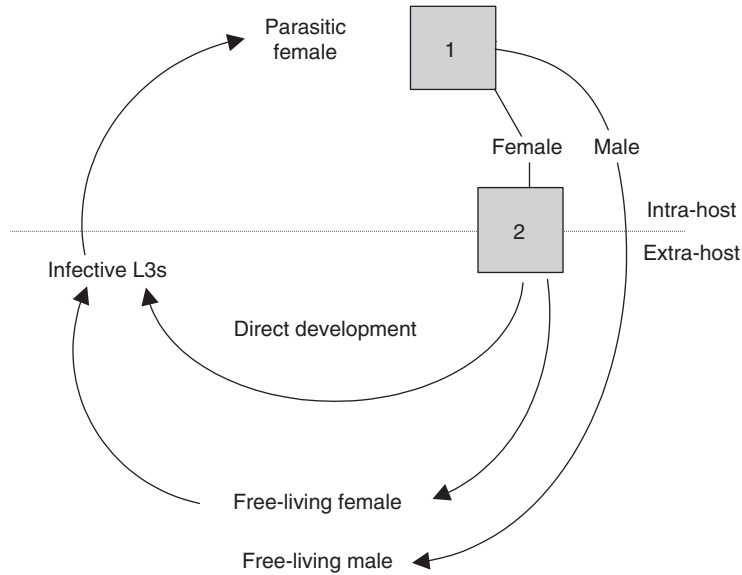 Parasitic
female
1
Female
Male
Intra-host
2
Extra-host
Infective L3s
Direct development
Free-living female
Free-living male